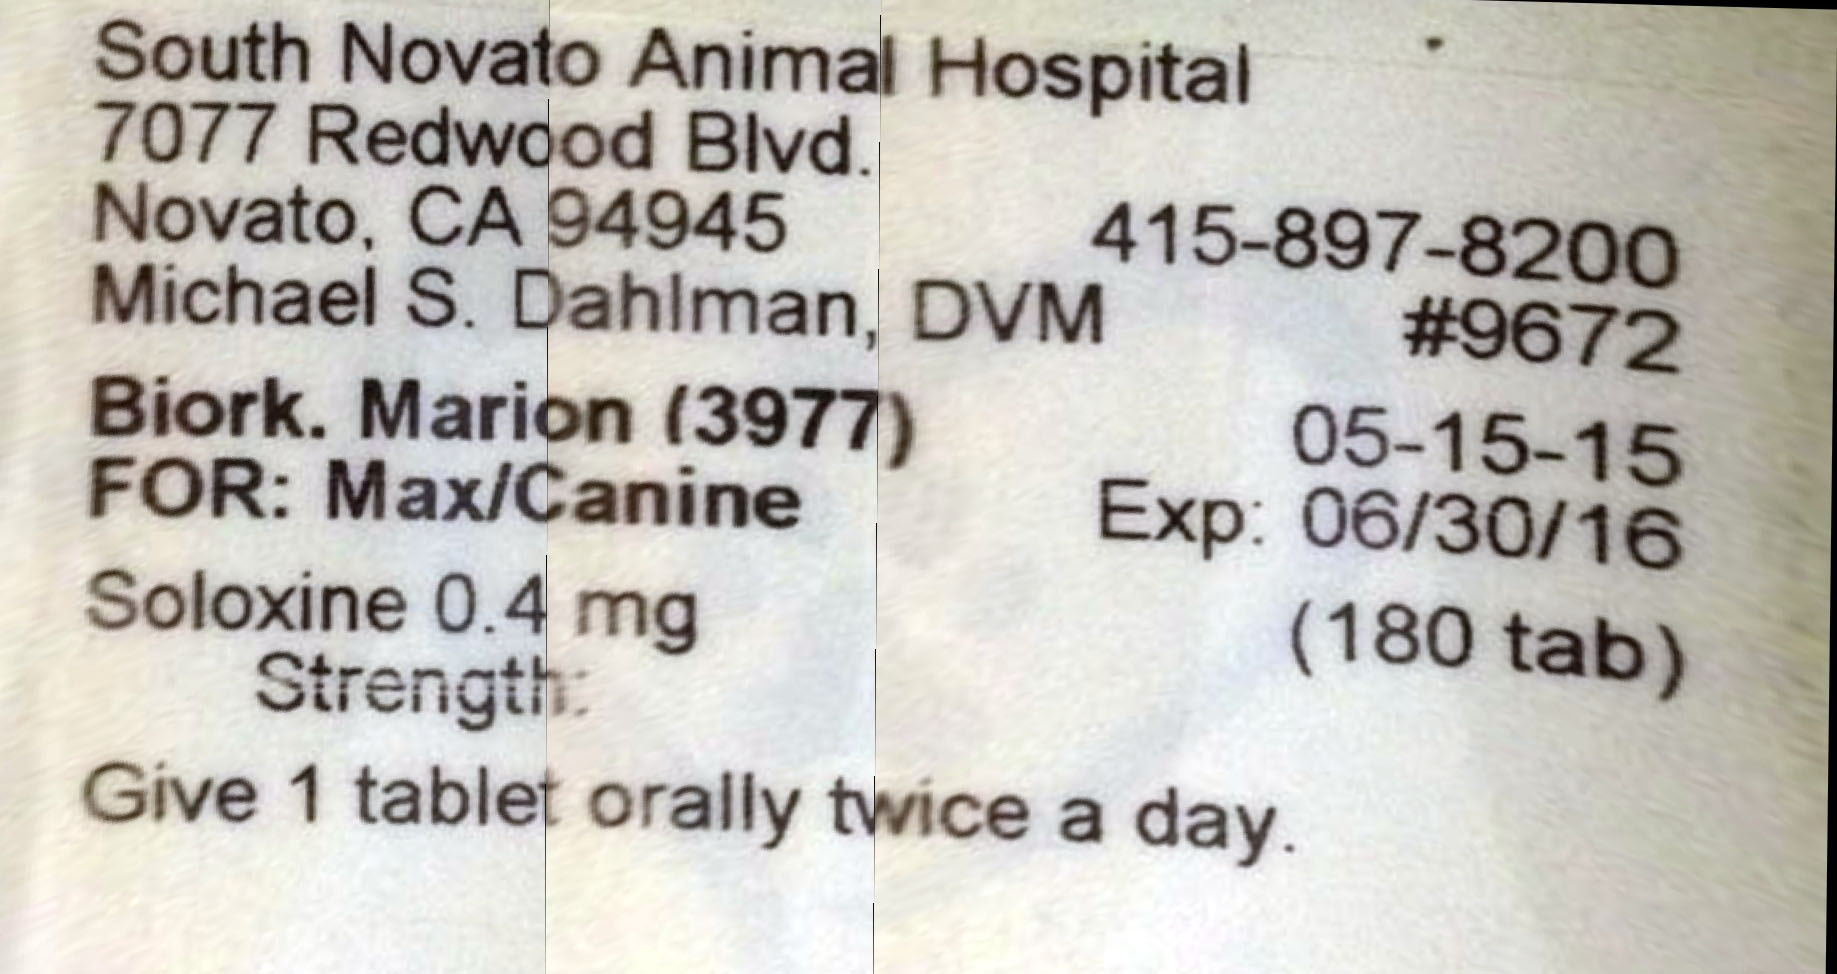 South Novato Animal Hospital
7077 Redwood Blvd.
Novato, CA 94945 415-897-8200
Michael S. Dahlman, DVM #9672
Biork. Marion (3977) 05-15-15
FOR: Max/Canine Exp: 06/30/16
Soloxine 0.4 mg (180 tab)
Strength:
Give 1 tablet orally twice a day.